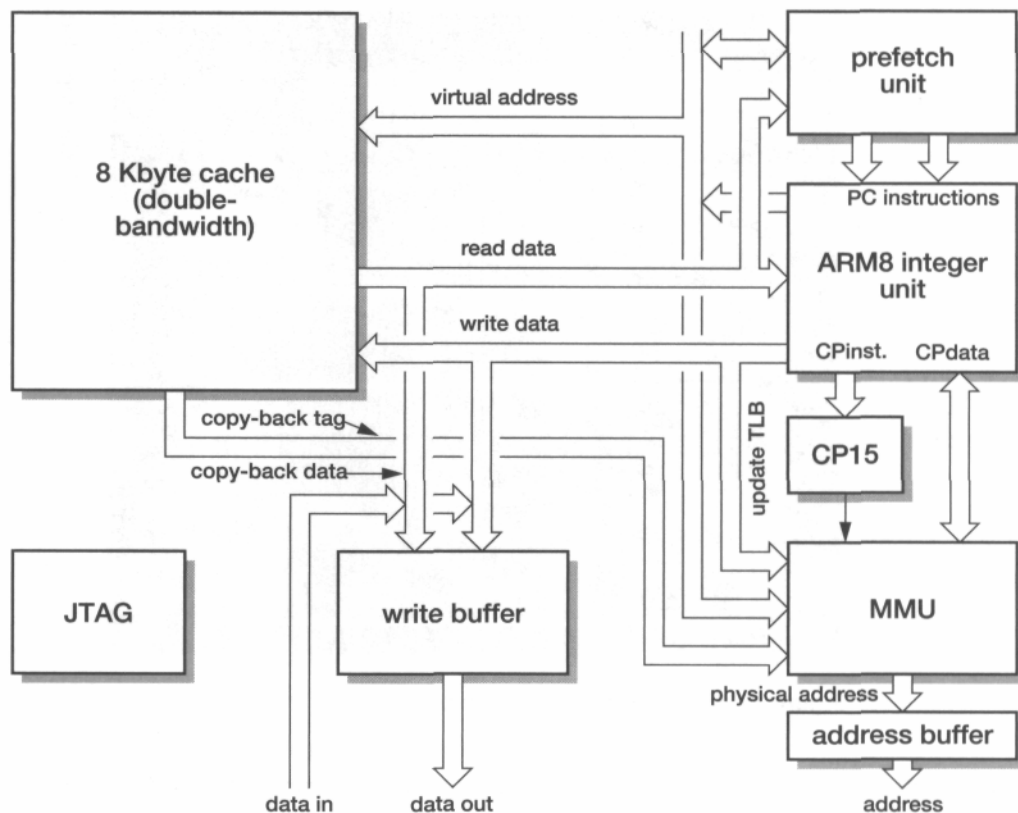 prefetch
unit
virtual address
8 Kbyte cache
(double-
bandwidth)
PC instructions
read data
ARM8 integer
unit
write data
CPinst. CPdata
copy-back tag
update TLB
CP15
copy-back data
JTAG
write buffer
MMU
physical address
address buffer
data in
data out
address